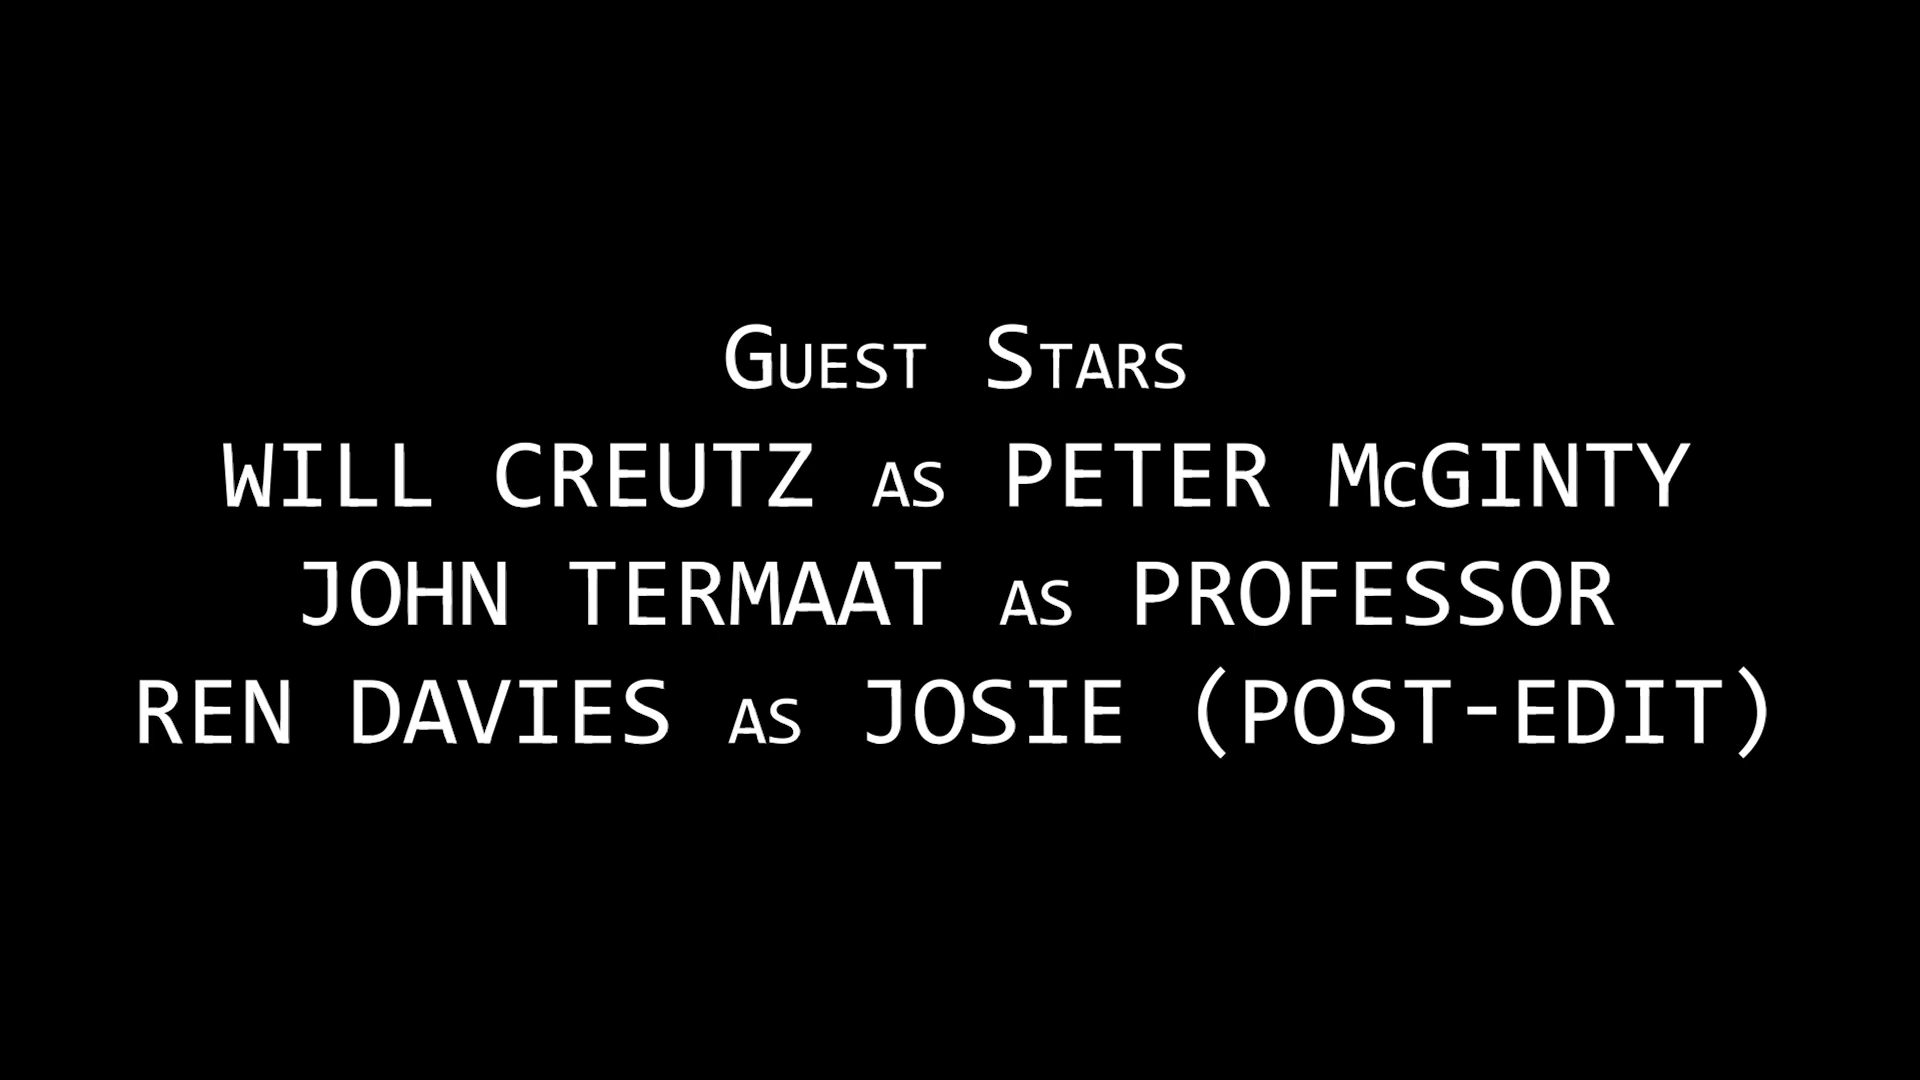 Guest Stars
WILL CREUTZ as PETER McGINTY
JOHN TERMAAT as PROFESSOR
REN DAVIES as JOSIE (POST-EDIT)